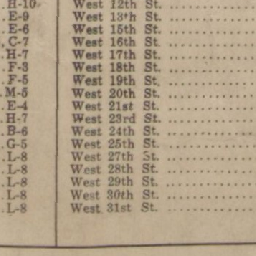 H-10 West 12th St.
E-9 West 13th St.
E-6 West 15th St.
C-7 West 16th St.
H-7 West 17th St.
F-3 West 18th St.
F-5 West 19th St.
M-5 West 20th St.
E-4 West 21st St.
H-7 West 23rd St.
B-6 West 24th St.
G-5 West 25th St.
L-8 West 27th St.
L-8 West 28th St.
L-8 West 29th St.
L-8 West 30th St.
L-8 West 31st St.